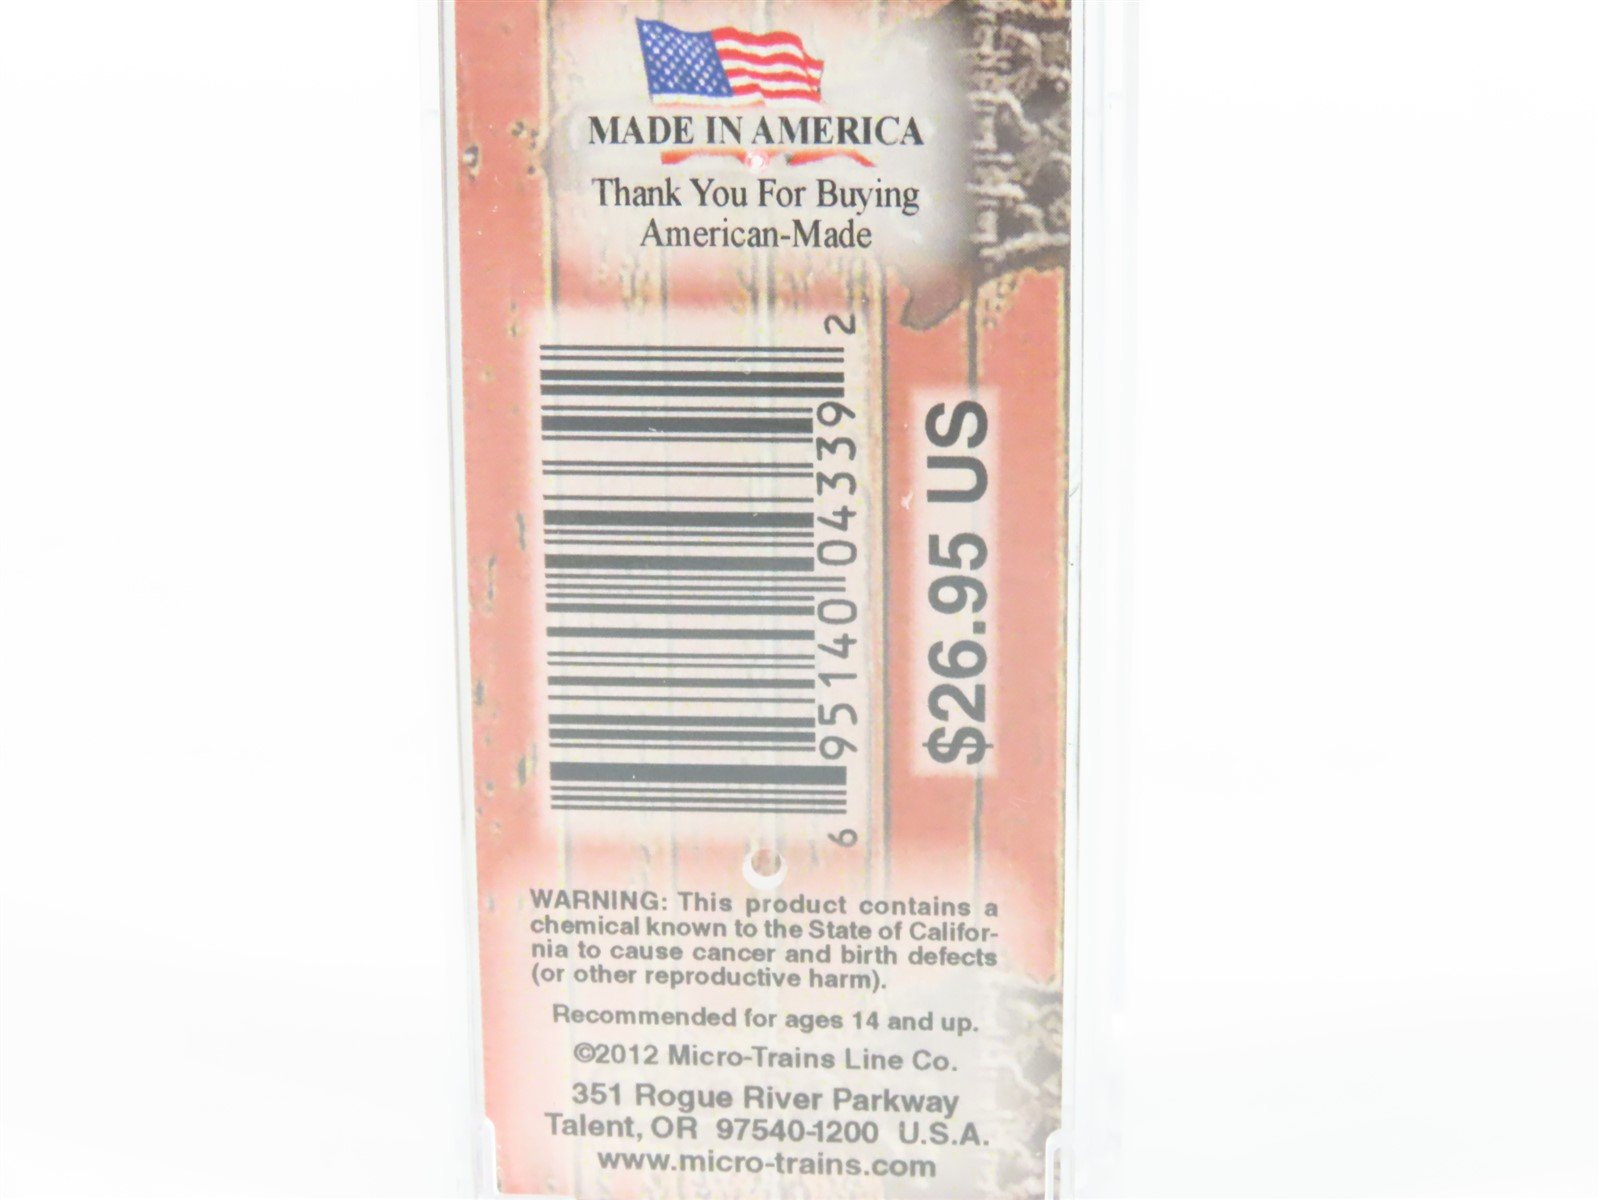 MADE IN AMERICA
Thank You For Buying
American-Made
6 95140 04339 2
$26.95 US
WARNING: This product contains a
chemical known to the State of Califor-
nia to cause cancer and birth defects
(or other reproductive harm).
Recommended for ages 14 and up.
©2012 Micro-Trains Line Co.
351 Rogue River Parkway
Talent, OR 97540-1200 U.S.A.
www.micro-trains.com